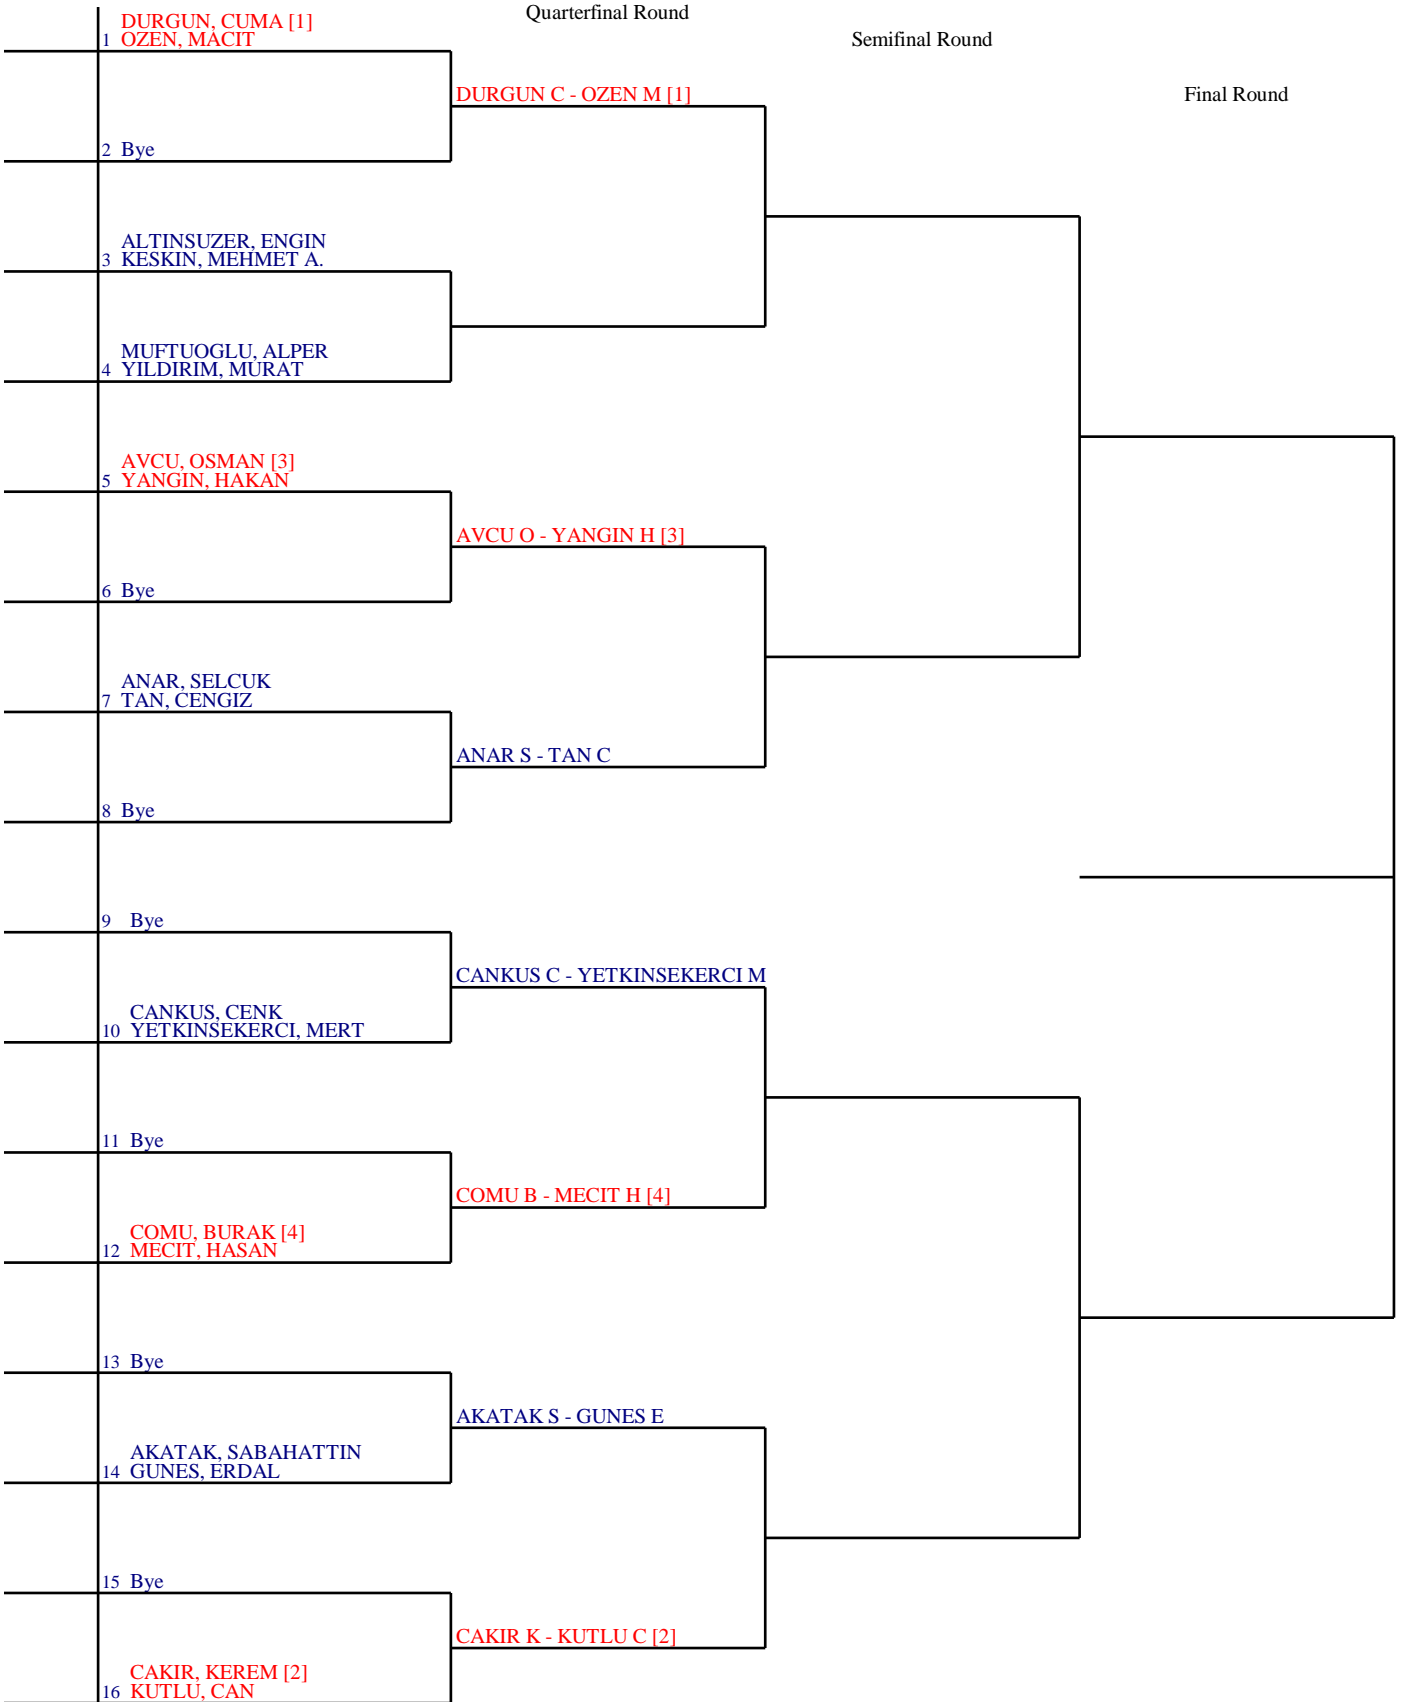 Quarterfinal Round
Semifinal Round
Final Round
DURGUN, CUMA [1]
1 OZEN, MACIT
DURGUN C - OZEN M [1]
2 Bye
ALTINSUZER, ENGIN
3 KESKIN, MEHMET A.
MUFTUOGLU, ALPER
4 YILDIRIM, MURAT
AVCU, OSMAN [3]
5 YANGIN, HAKAN
AVCU O - YANGIN H [3]
6 Bye
ANAR, SELCUK
7 TAN, CENGIZ
ANAR S - TAN C
8 Bye
9 Bye
CANKUS C - YETKINSEKERCI M
CANKUS, CENK
10 YETKINSEKERCI, MERT
11 Bye
COMU B - MECIT H [4]
COMU, BURAK [4]
12 MECIT, HASAN
13 Bye
AKATAK S - GUNES E
AKATAK, SABAHATTIN
14 GUNES, ERDAL
15 Bye
CAKIR K - KUTLU C [2]
CAKIR, KEREM [2]
16 KUTLU, CAN